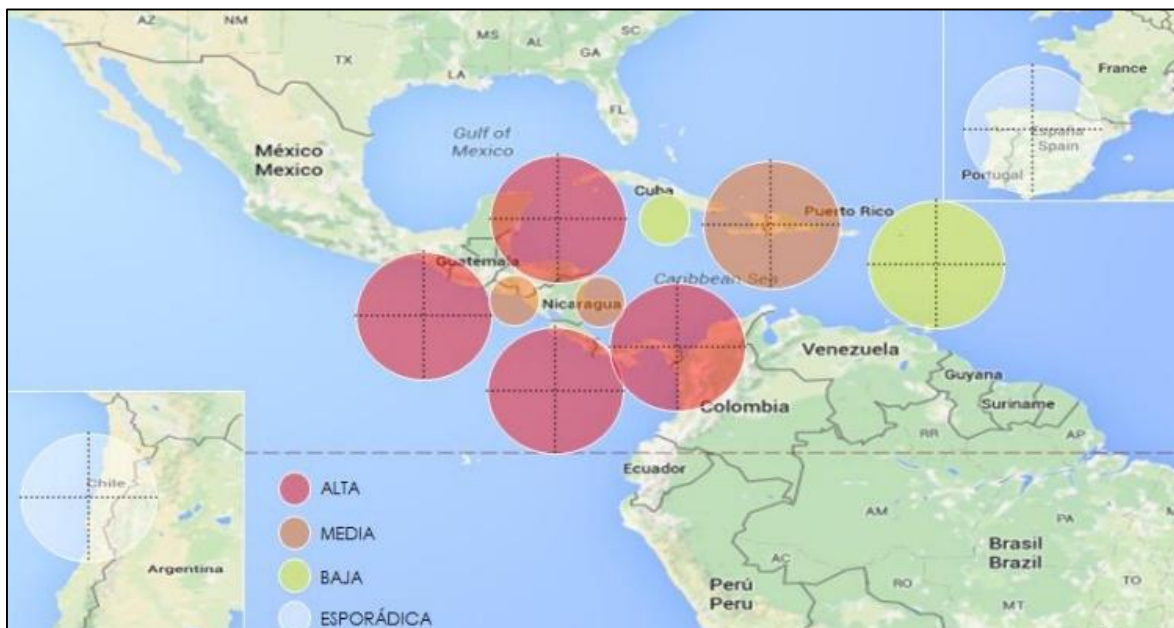 AZ
NM
TX
MS
AL
GA
SC
LA
FL
Gulf of
Mexico
México
Mexico
Cuba
Puerto Rico
Guatemala
Caribbean Sea
Nicaragua
Venezuela
Guyana
Suriname
Colombia
RR
AP
Ecuador
AM
PA
Brasil
Brazil
AC
RO
TO
MT
Perú
Peru
France
España
Spain
Portugal
Chile
Argentina
ALTA
MEDIA
BAJA
ESPORÁDICA